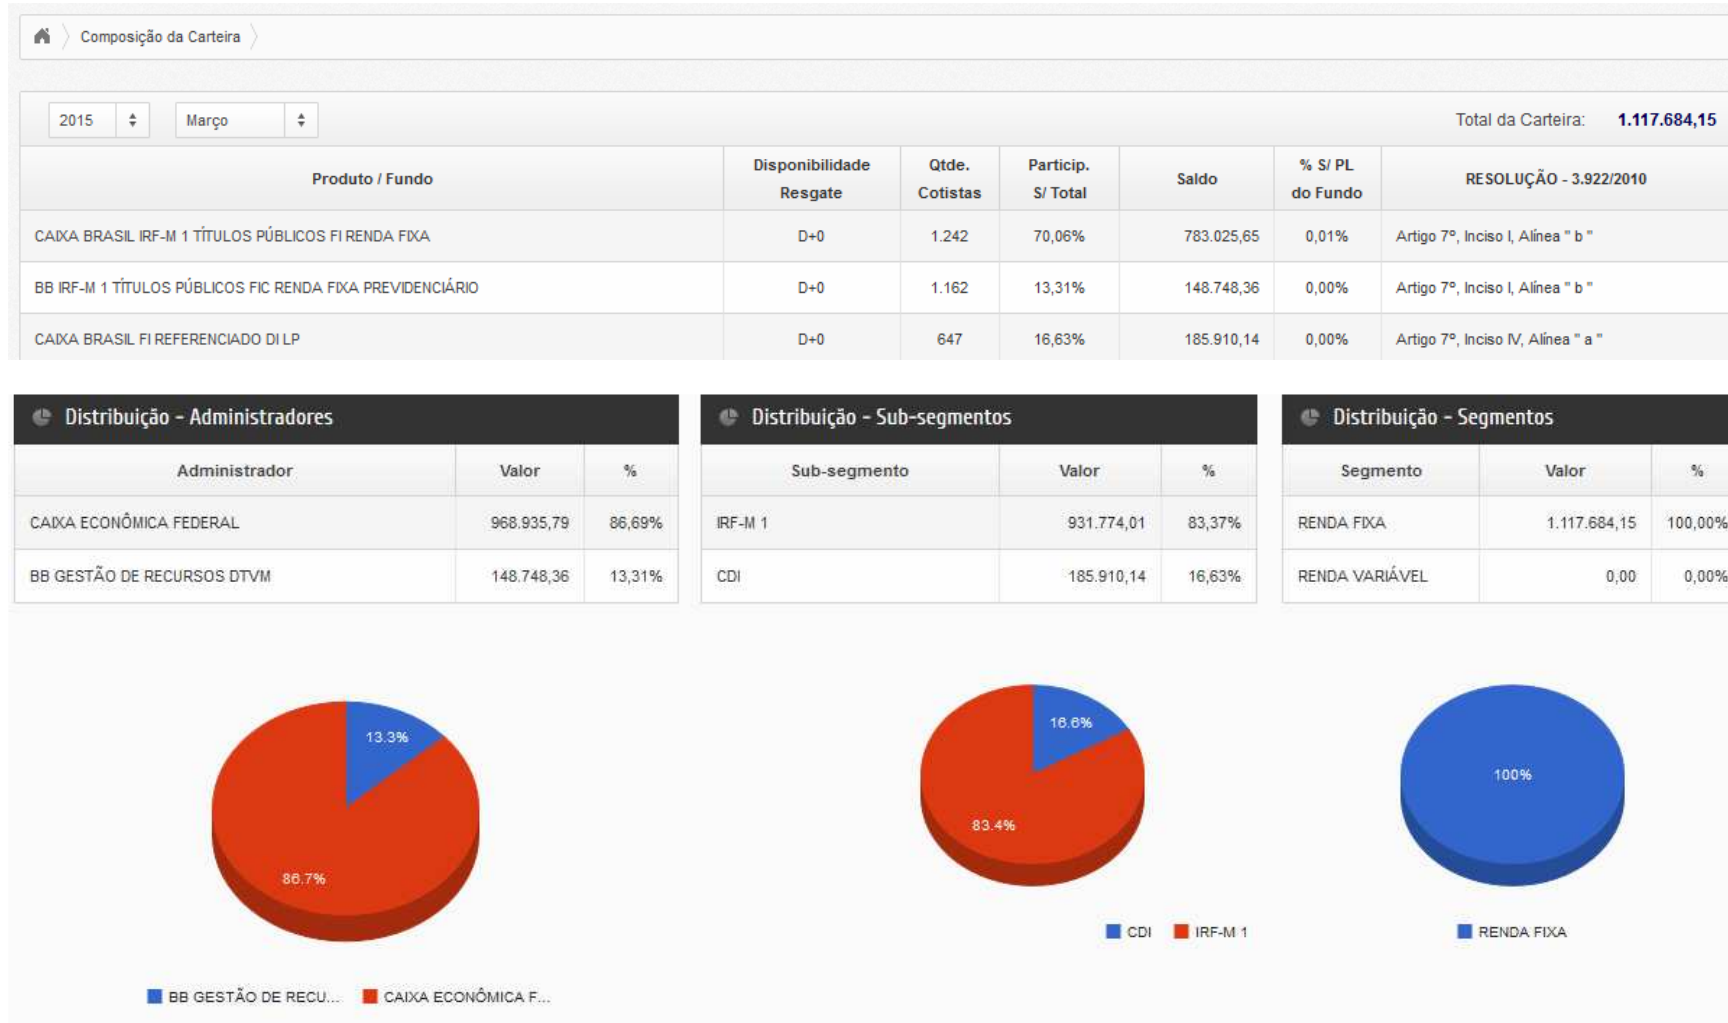 Composição da Carteira
2015 Março Total da Carteira: 1.117.684,15
Produto / Fundo Disponibilidade Resgate Qtde. Cotistas Particip. S/ Total Saldo % S/ PL do Fundo RESOLUÇÃO - 3.922/2010
CAIXA BRASIL IRF-M 1 TÍTULOS PÚBLICOS FI RENDA FIXA D+0 1.242 70,06% 783.025,65 0,01% Artigo 7º, Inciso I, Alínea " b "
BB IRF-M 1 TÍTULOS PÚBLICOS FIC RENDA FIXA PREVIDENCIÁRIO D+0 1.162 13,31% 148.748,36 0,00% Artigo 7º, Inciso I, Alínea " b "
CAIXA BRASIL FI REFERENCIADO DI LP D+0 647 16,63% 185.910,14 0,00% Artigo 7º, Inciso IV, Alínea " a "
Distribuição - Administradores
Administrador Valor %
CAIXA ECONÔMICA FEDERAL 968.935,79 86,69%
BB GESTÃO DE RECURSOS DTVM 148.748,36 13,31%
13.3%
86.7%
BB GESTÃO DE RECU... CAIXA ECONÔMICA F...
Distribuição - Sub-segmentos
Sub-segmento Valor %
IRF-M 1 931.774,01 83,37%
CDI 185.910,14 16,63%
16.6%
83.4%
CDI IRF-M 1
Distribuição - Segmentos
Segmento Valor %
RENDA FIXA 1.117.684,15 100,00%
RENDA VARIÁVEL 0,00 0,00%
100%
RENDA FIXA